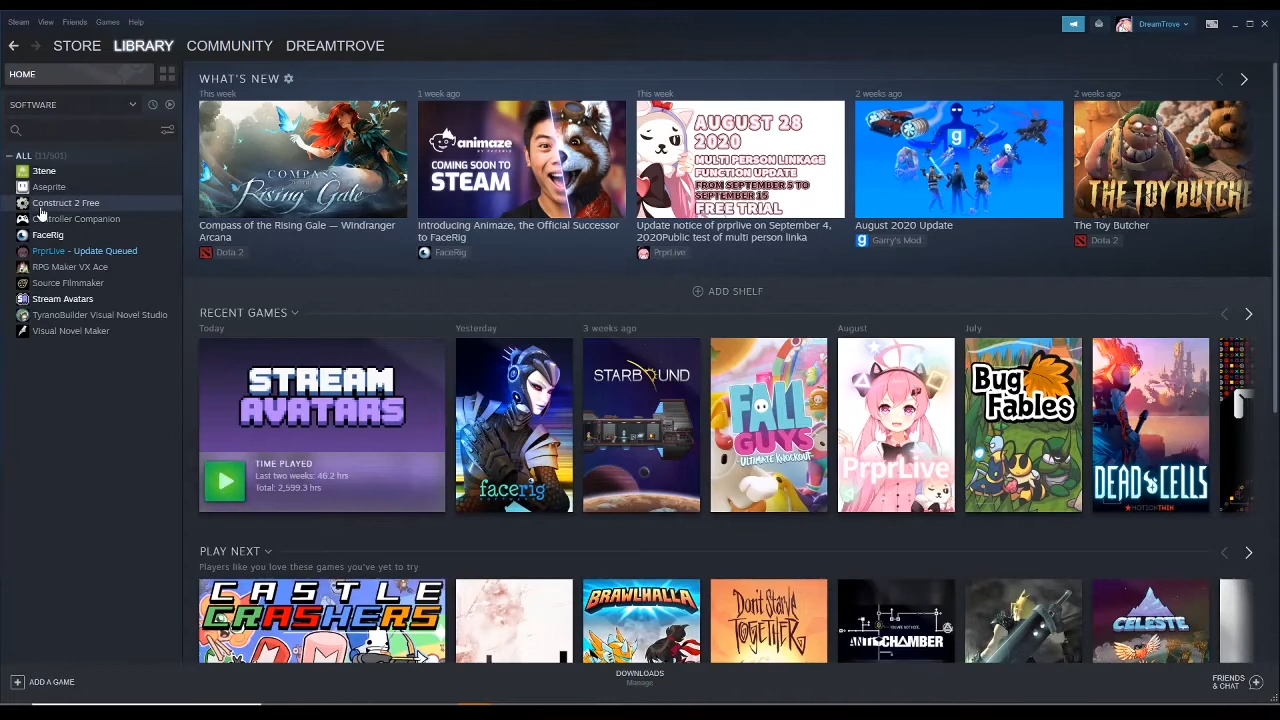 Steam View Friends Games Help
DreamTrove
STORE LIBRARY COMMUNITY DREAMTROVE
HOME
SOFTWARE
ALL (11/501)
3tene
Aseprite
Construct 2 Free
Controller Companion
FaceRig
PrprLive - Update Queued
RPG Maker VX Ace
Source Filmmaker
Stream Avatars
TyranoBuilder Visual Novel Studio
Visual Novel Maker
WHAT'S NEW
This week
COMPASS OF THE
Rising Gale
Compass of the Rising Gale — Windranger
Arcana
Dota 2
1 week ago
animaze
BY FACERIG
COMING SOON TO
STEAM
Introducing Animaze, the Official Successor
to FaceRig
FaceRig
This week
AUGUST 28
2020
MULTI PERSON LINKAGE
FUNCTION UPDATE
FROM SEPTEMBER 5 TO
SEPTEMBER 15
FREE TRIAL
Update notice of prprlive on September 4,
2020Public test of multi person linka
PrprLive
2 weeks ago
g
August 2020 Update
Garry's Mod
2 weeks ago
THE TOY BUTCHE
The Toy Butcher
Dota 2
ADD SHELF
RECENT GAMES
Today
STREAM
AVATARS
TIME PLAYED
Last two weeks: 46.2 hrs
Total: 2,599.3 hrs
Yesterday
facerig
3 weeks ago
STARBOUND
FALL
GUYS
ULTIMATE KNOCKOUT
August
PrprLive
July
Bug
Fables
DEAD CELLS
MOTION TWIN
PLAY NEXT
Players like you love these games you've yet to try
CASTLE
CRASHERS
BRAWLHALLA
Don't Starve
TOGETHER
ANTICHAMBER
CELESTE
ADD A GAME
DOWNLOADS
Manage
FRIENDS
& CHAT